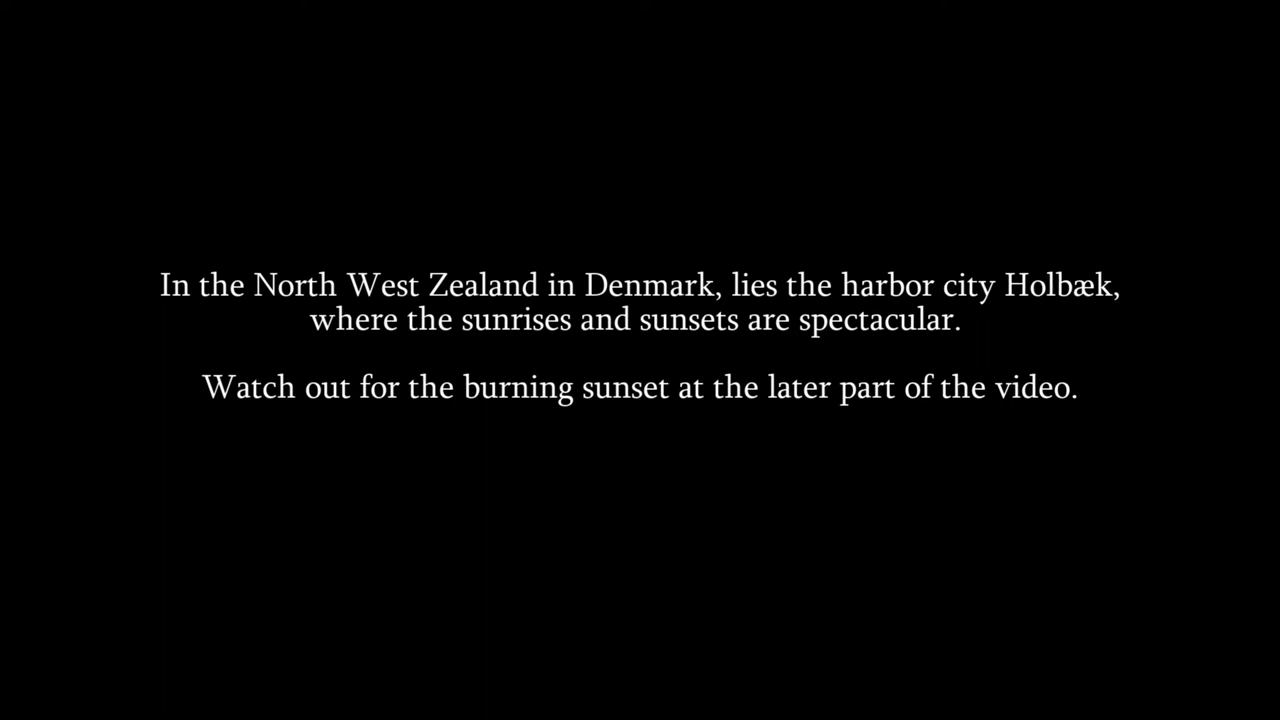 In the North West Zealand in Denmark, lies the harbor city Holbæk,
where the sunrises and sunsets are spectacular.
Watch out for the burning sunset at the later part of the video.